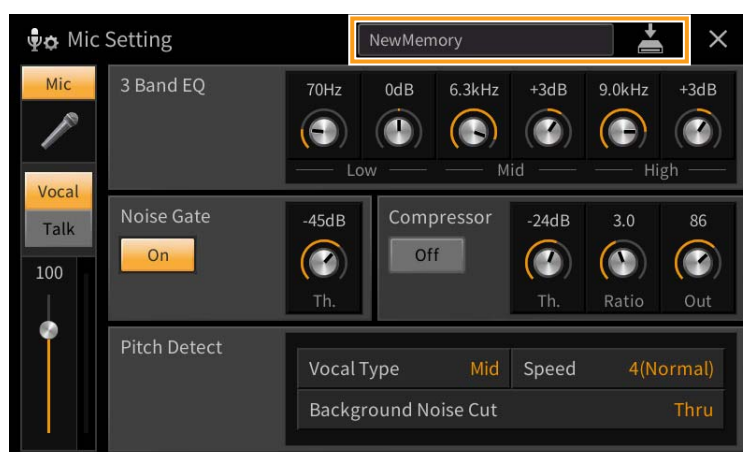 Mic Setting
NewMemory
Mic
3 Band EQ
70Hz 0dB 6.3kHz +3dB 9.0kHz +3dB
Low Mid High
Vocal
Talk
Noise Gate
On
-45dB
Th.
Compressor
Off
-24dB 3.0 86
Th. Ratio Out
100
Pitch Detect
Vocal Type Mid Speed 4(Normal)
Background Noise Cut Thru